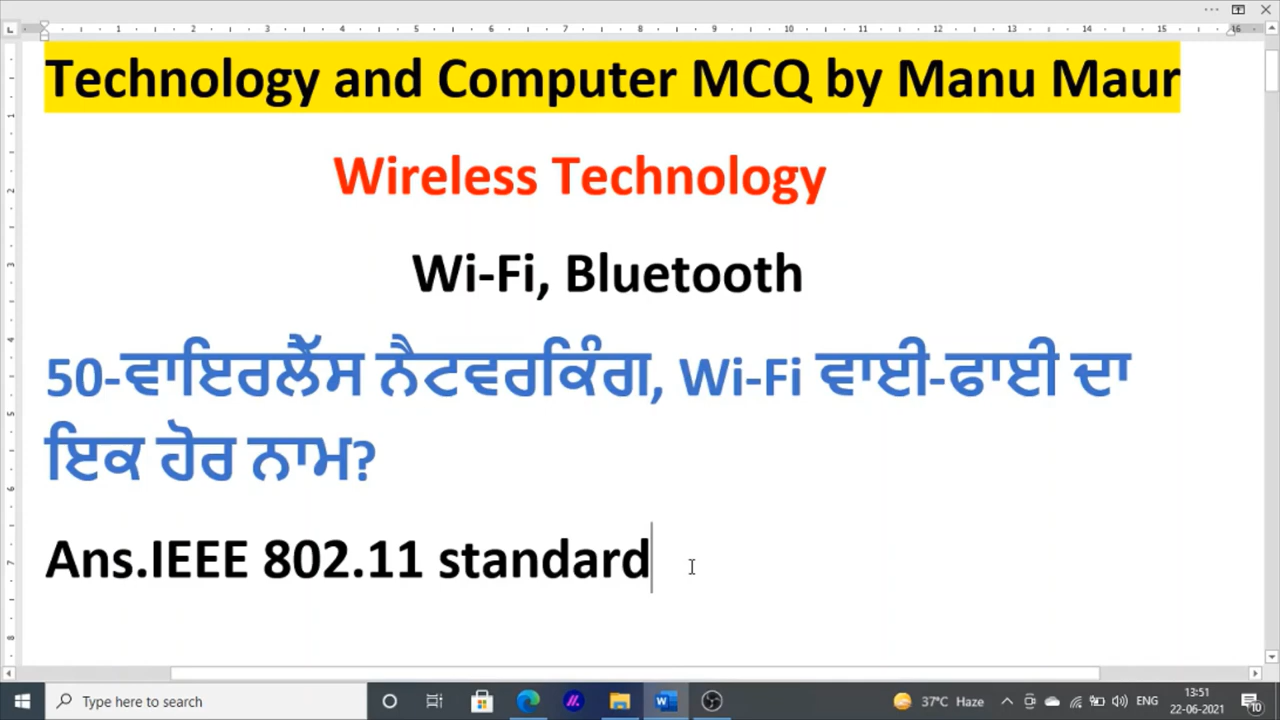 Technology and Computer MCQ by Manu Maur
Wireless Technology
Wi-Fi, Bluetooth
50-ਵਾਇਰਲੈੱਸ ਨੈਟਵਰਕਿੰਗ, Wi-Fi ਵਾਈ-ਫਾਈ ਦਾ
ਇਕ ਹੋਰ ਨਾਮ?
Ans.IEEE 802.11 standard
Type here to search
37°C Haze
ENG
13:51
22-06-2021
10